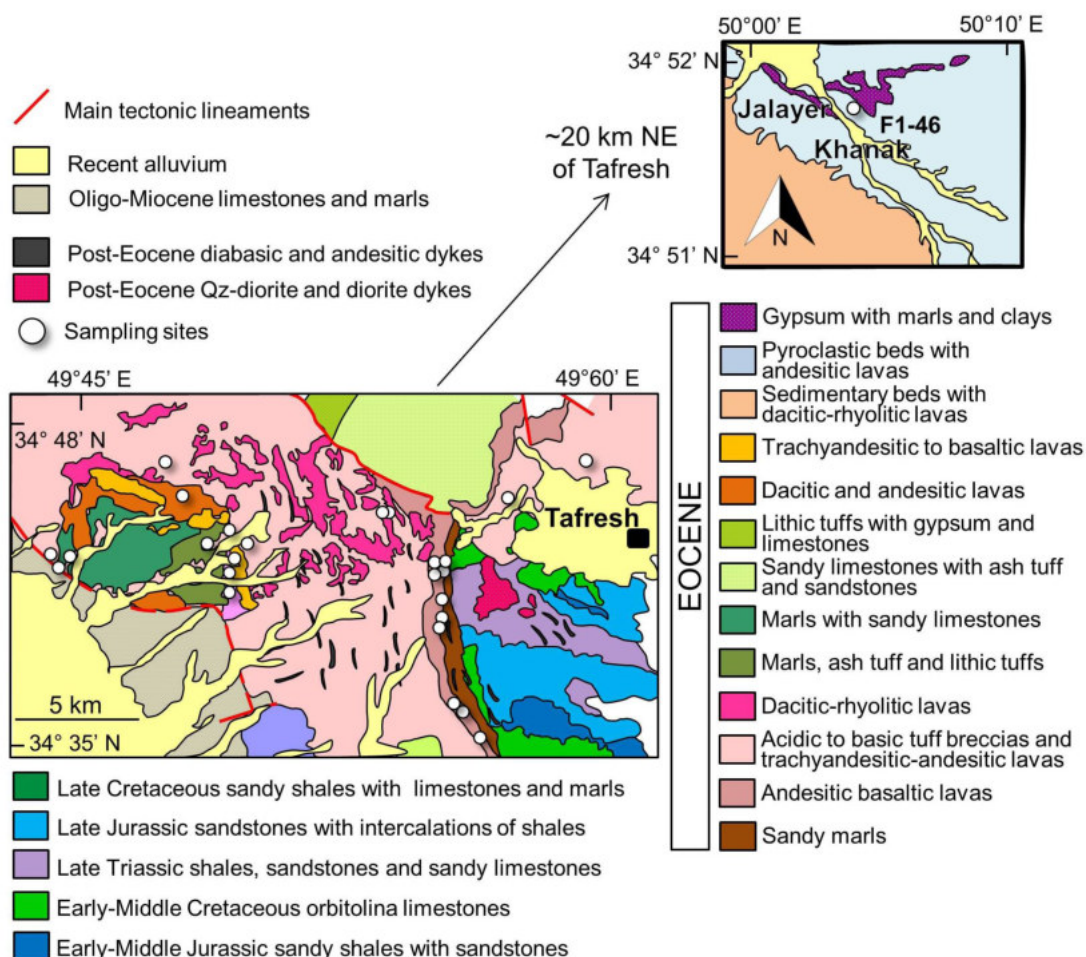 50°00’ E
50°10’ E
34°52’ N
Jalayer
F1-46
Khanak
N
34°51’ N
~20 km NE
of Tafresh
Main tectonic lineaments
Recent alluvium
Oligo-Miocene limestones and marls
Post-Eocene diabasic and andesitic dykes
Post-Eocene Qz-diorite and diorite dykes
Sampling sites
49°45’ E
49°60’ E
34°48’ N
Tafresh
5 km
34°35’ N
EOCENE
Gypsum with marls and clays
Pyroclastic beds with
andesitic lavas
Sedimentary beds with
dacitic-rhyolitic lavas
Trachyandesitic to basaltic lavas
Dacitic and andesitic lavas
Lithic tuffs with gypsum and
limestones
Sandy limestones with ash tuff
and sandstones
Marls with sandy limestones
Marls, ash tuff and lithic tuffs
Dacitic-rhyolitic lavas
Acidic to basic tuff breccias and
trachyandesitic-andesitic lavas
Andesitic basaltic lavas
Sandy marls
Late Cretaceous sandy shales with limestones and marls
Late Jurassic sandstones with intercalations of shales
Late Triassic shales, sandstones and sandy limestones
Early-Middle Cretaceous orbitolina limestones
Early-Middle Jurassic sandy shales with sandstones